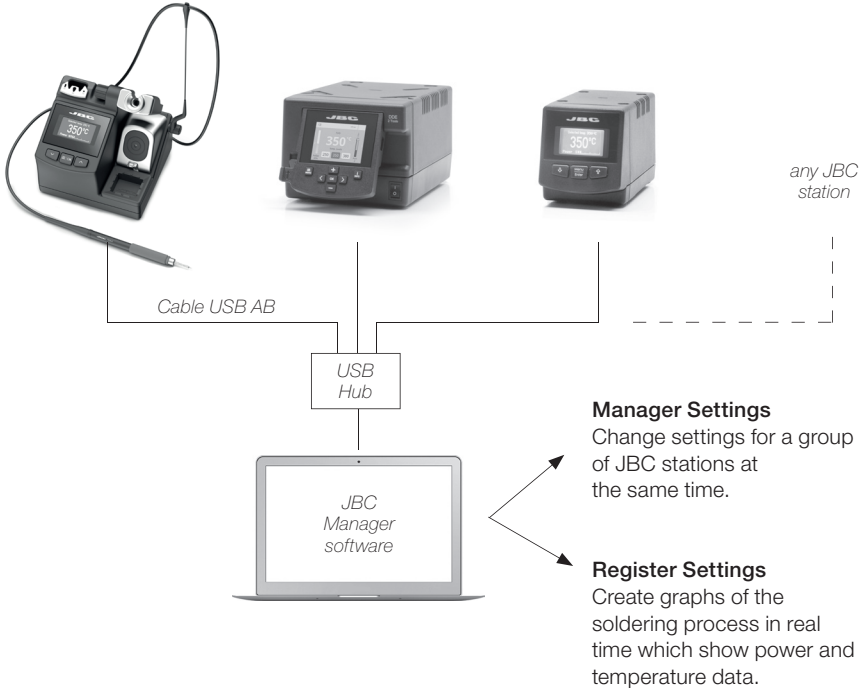 JBC
350°C
JBC
350°
JBC
350°C
any JBC
station
Cable USB AB
USB
Hub
JBC
Manager
software
Manager Settings
Change settings for a group
of JBC stations at
the same time.
Register Settings
Create graphs of the
soldering process in real
time which show power and
temperature data.